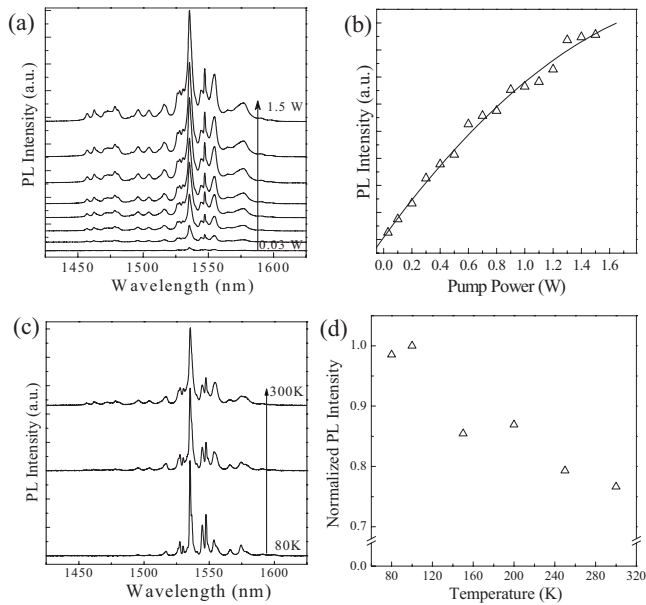 (a)
PL Intensity (a.u.)
1.5 W
0.03 W
1450 1500 1550 1600
Wavelength (nm)
(b)
PL Intensity (a.u.)
0.0 0.2 0.4 0.6 0.8 1.0 1.2 1.4 1.6
Pump Power (W)
(c)
PL Intensity (a.u.)
300K
80K
1450 1500 1550 1600
Wavelength (nm)
(d)
Normalized PL Intensity
1.0
0.9
0.8
0.7
80 120 160 200 240 280 320
Temperature (K)